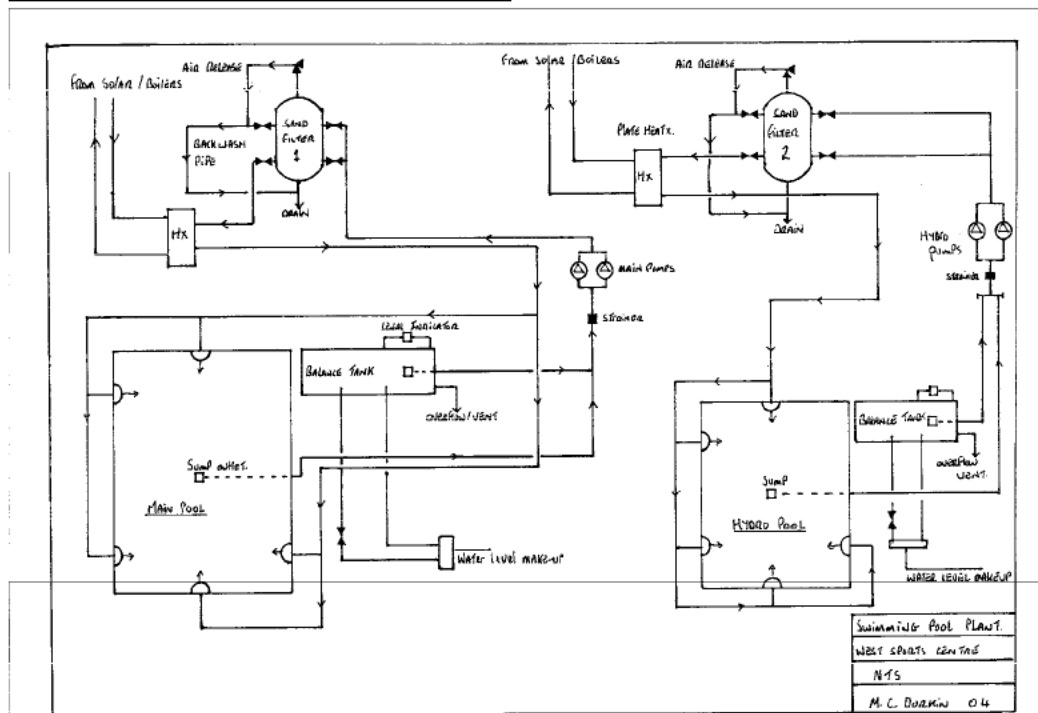 AIR RELEASE
FROM SOLAR / BOILERS
SAND
FILTER
1
BACKWASH
PIPE
DRAIN
HX
MAIN PUMPS
STRAINER
LEVEL INDICATOR
BALANCE TANK
OVERFLOW/VENT
SUMP OUTLET.
MAIN POOL
WATER LEVEL MAKE-UP
FROM SOLAR / BOILERS
AIR RELEASE
PLATE HEATX.
SAND
FILTER
2
HX
DRAIN
HYDRO
PUMPS
STRAINER
BALANCE TANK
OVERFLOW
VENT.
SUMP
HYDRO POOL
WATER LEVEL MAKEUP
SWIMMING POOL PLANT.
WEST SPORTS CENTRE
NTS
M.C. DURKIN 04